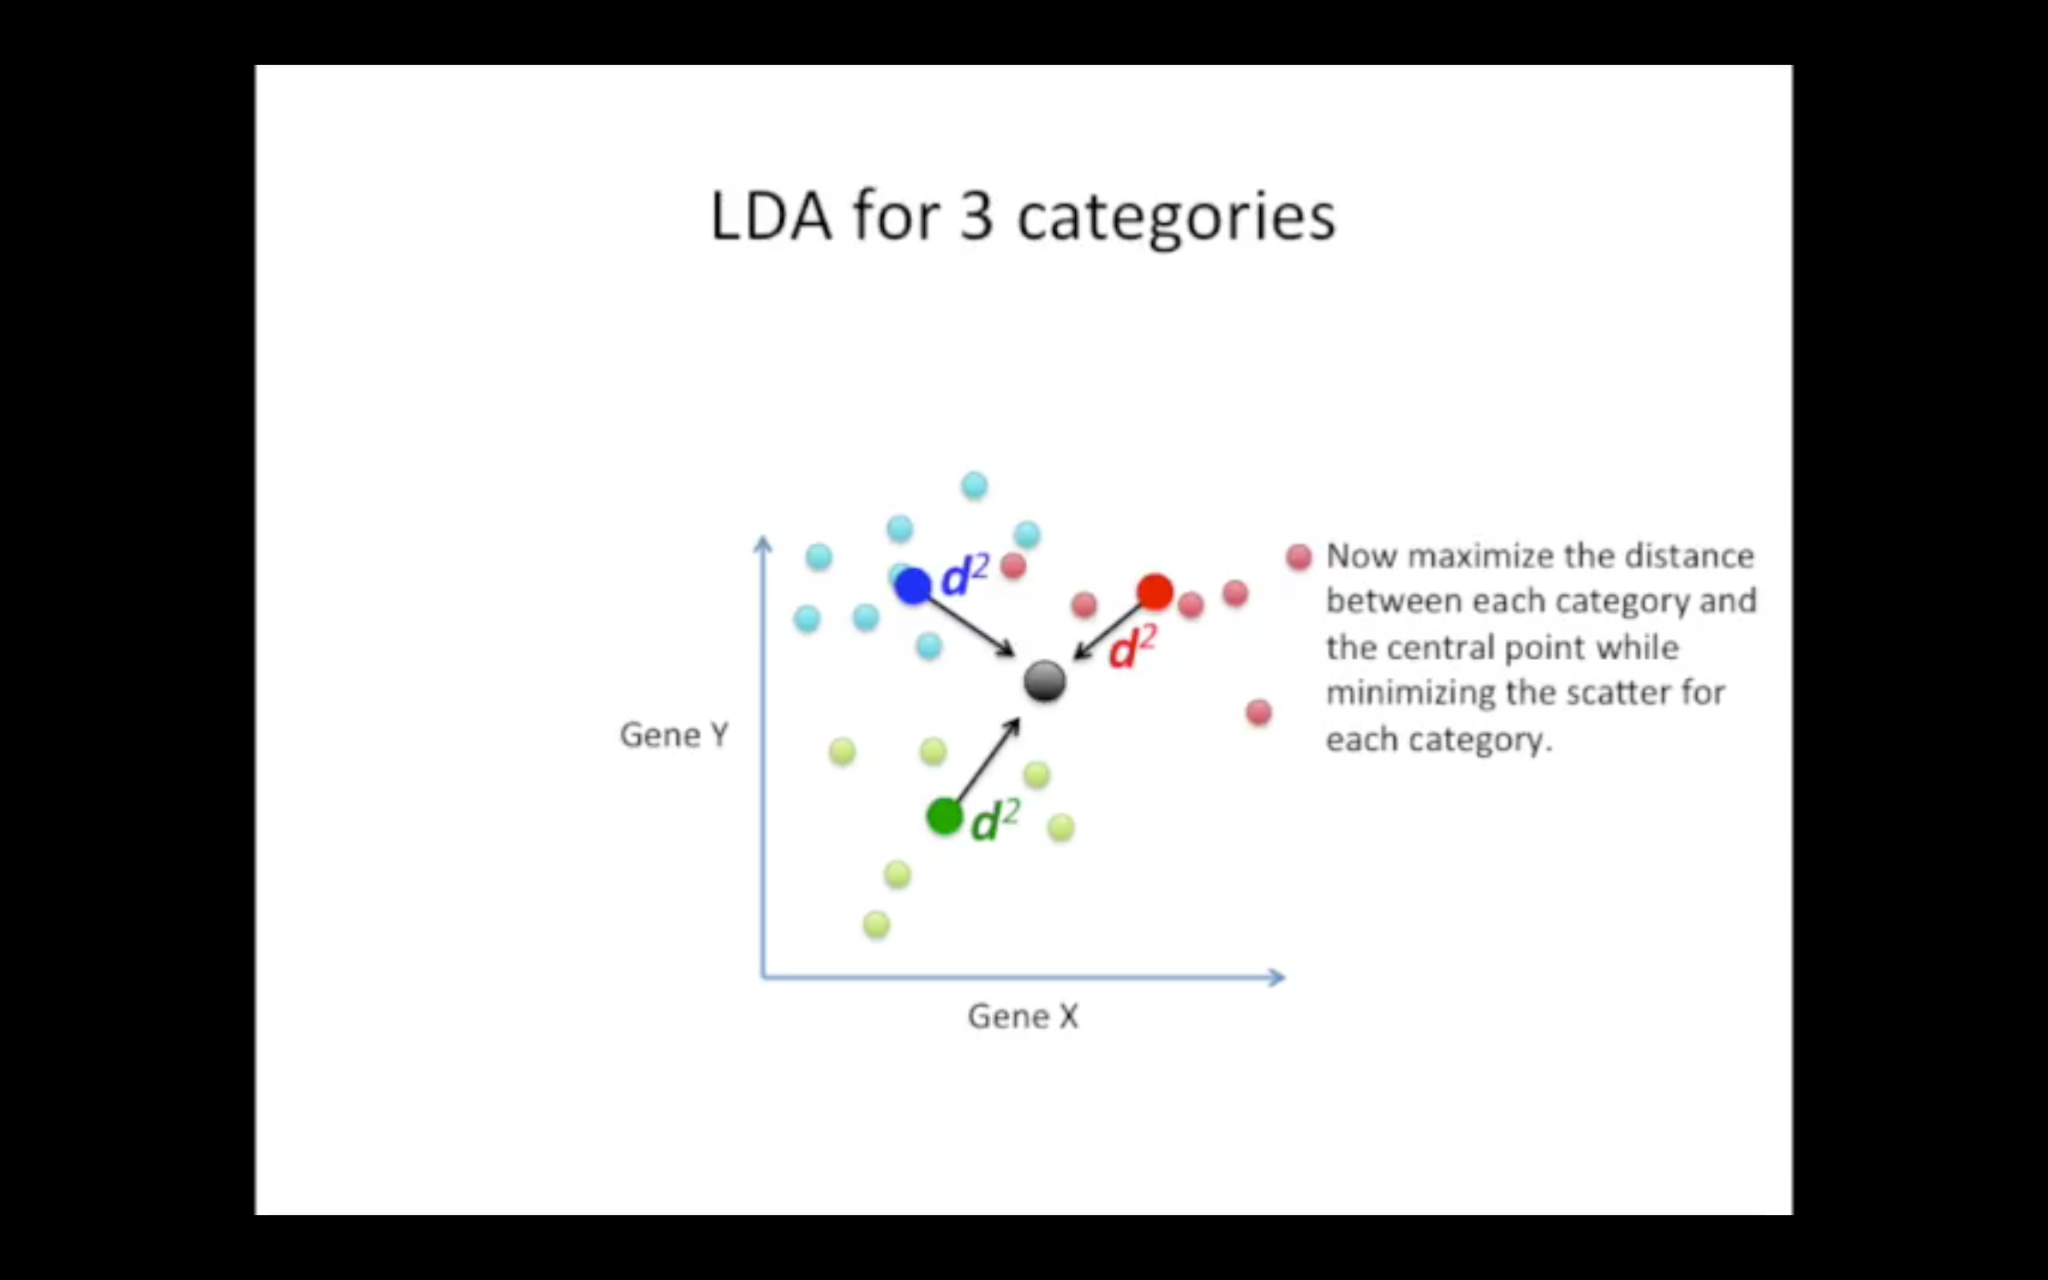 LDA for 3 categories
d²
d²
Now maximize the distance
between each category and
the central point while
minimizing the scatter for
each category.
Gene Y
d²
Gene X